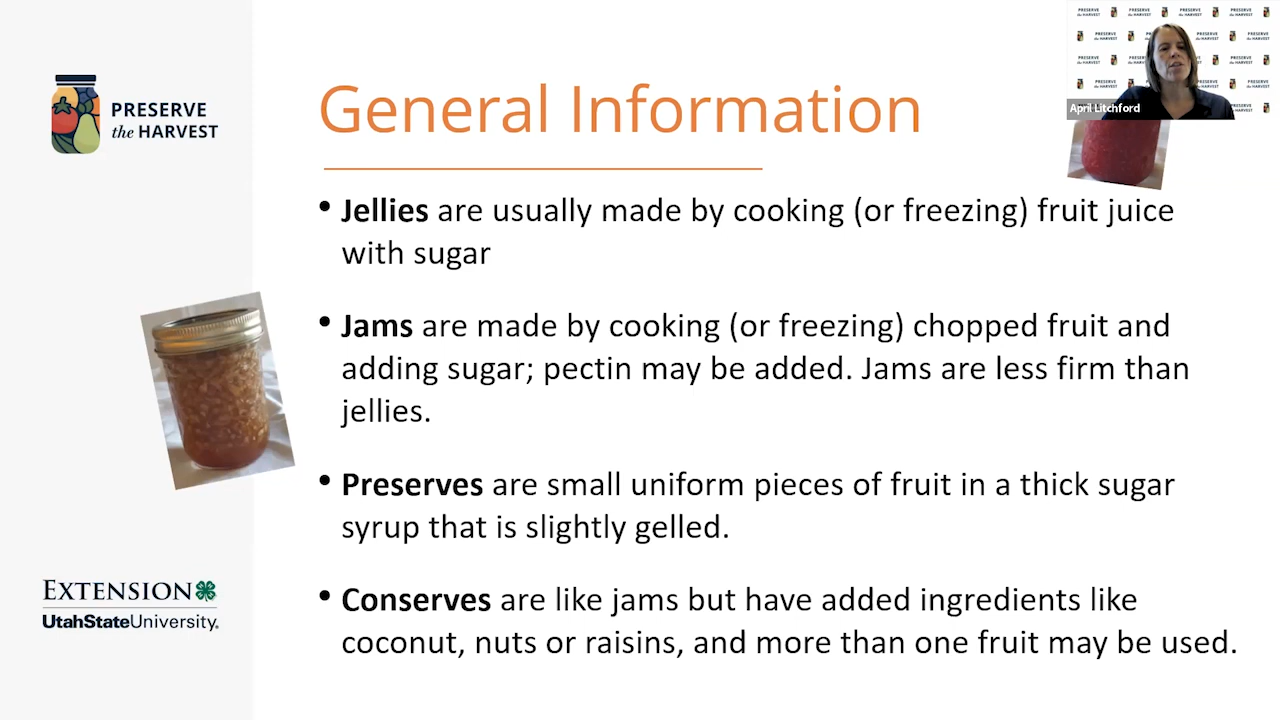 PRESERVE
the HARVEST
General Information
April Litchford
• Jellies are usually made by cooking (or freezing) fruit juice
with sugar
• Jams are made by cooking (or freezing) chopped fruit and
adding sugar; pectin may be added. Jams are less firm than
jellies.
• Preserves are small uniform pieces of fruit in a thick sugar
syrup that is slightly gelled.
• Conserves are like jams but have added ingredients like
coconut, nuts or raisins, and more than one fruit may be used.
EXTENSION
UtahStateUniversity.